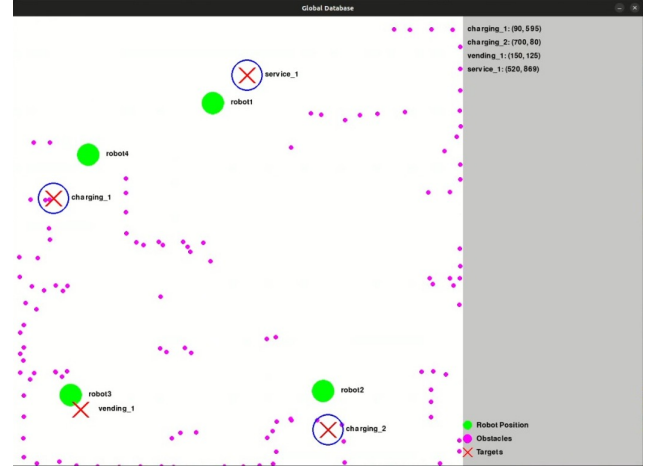 Global Database
charging_1: (90, 595)
charging_2: (700, 80)
vending_1: (150, 125)
service_1: (520, 869)
service_1
robot1
robot4
charging_1
robot2
robot3
vending_1
charging_2
Robot Position
Obstacles
Targets